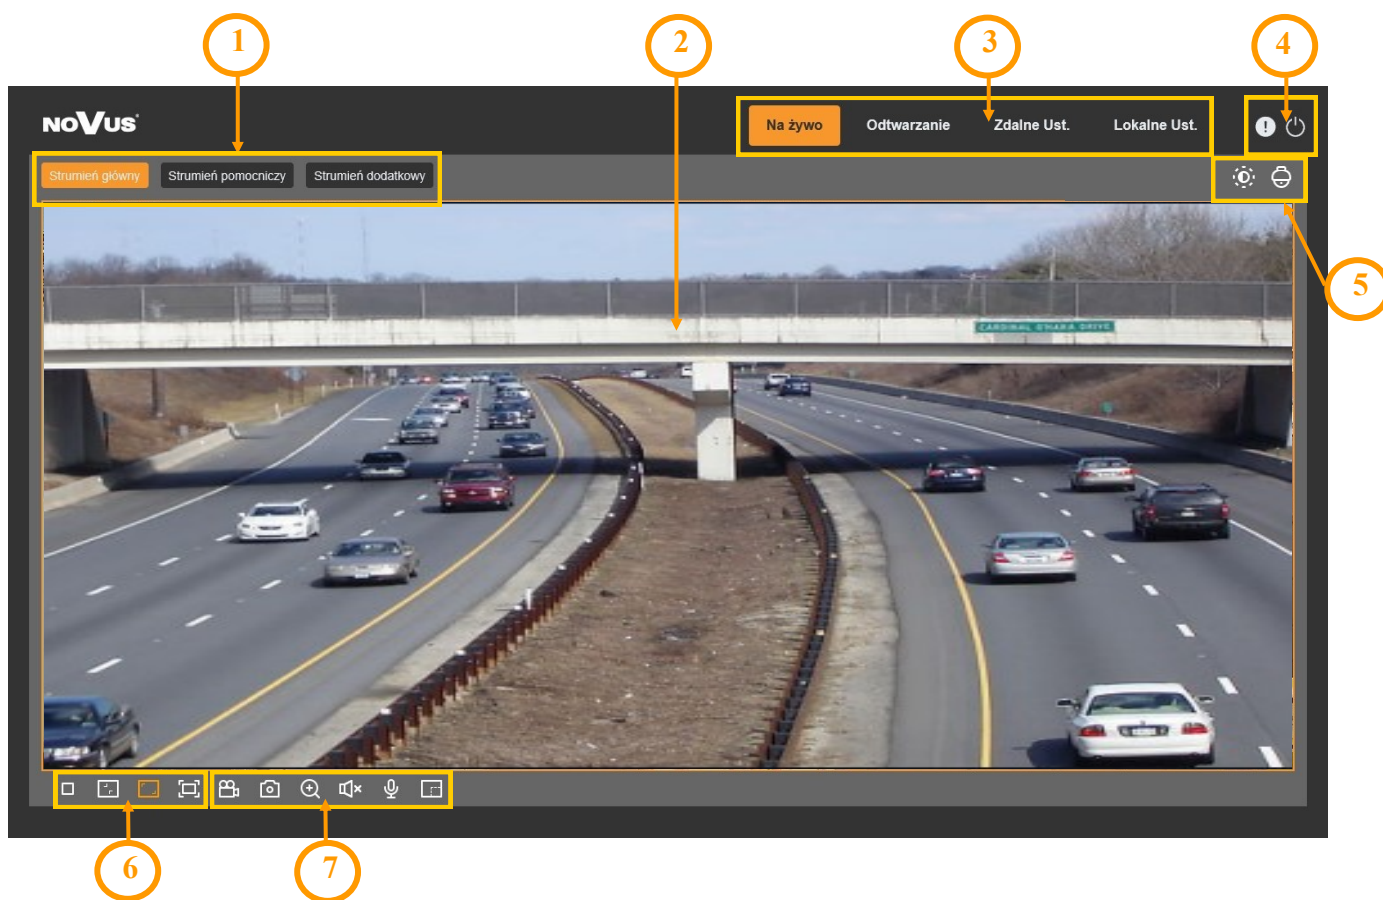 1
2
3
4
NOVUS
Na żywo Odtwarzanie Zdalne Ust. Lokalne Ust.
Strumień główny Strumień pomocniczy Strumień dodatkowy
5
CARDINAL O'HARA DRIVE
6
7